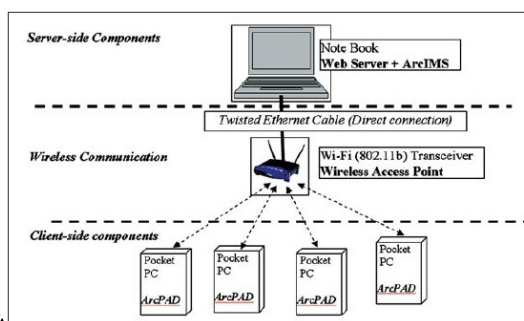 Server-side Components
Note Book
Web Server + ArcIMS
Twisted Ethernet Cable (Direct connection)
Wireless Communication
Wi-Fi (802.11b) Transceiver
Wireless Access Point
Client-side components
Pocket
PC
ArcPAD
Pocket
PC
ArcPAD
Pocket
PC
ArcPAD
Pocket
PC
ArcPAD